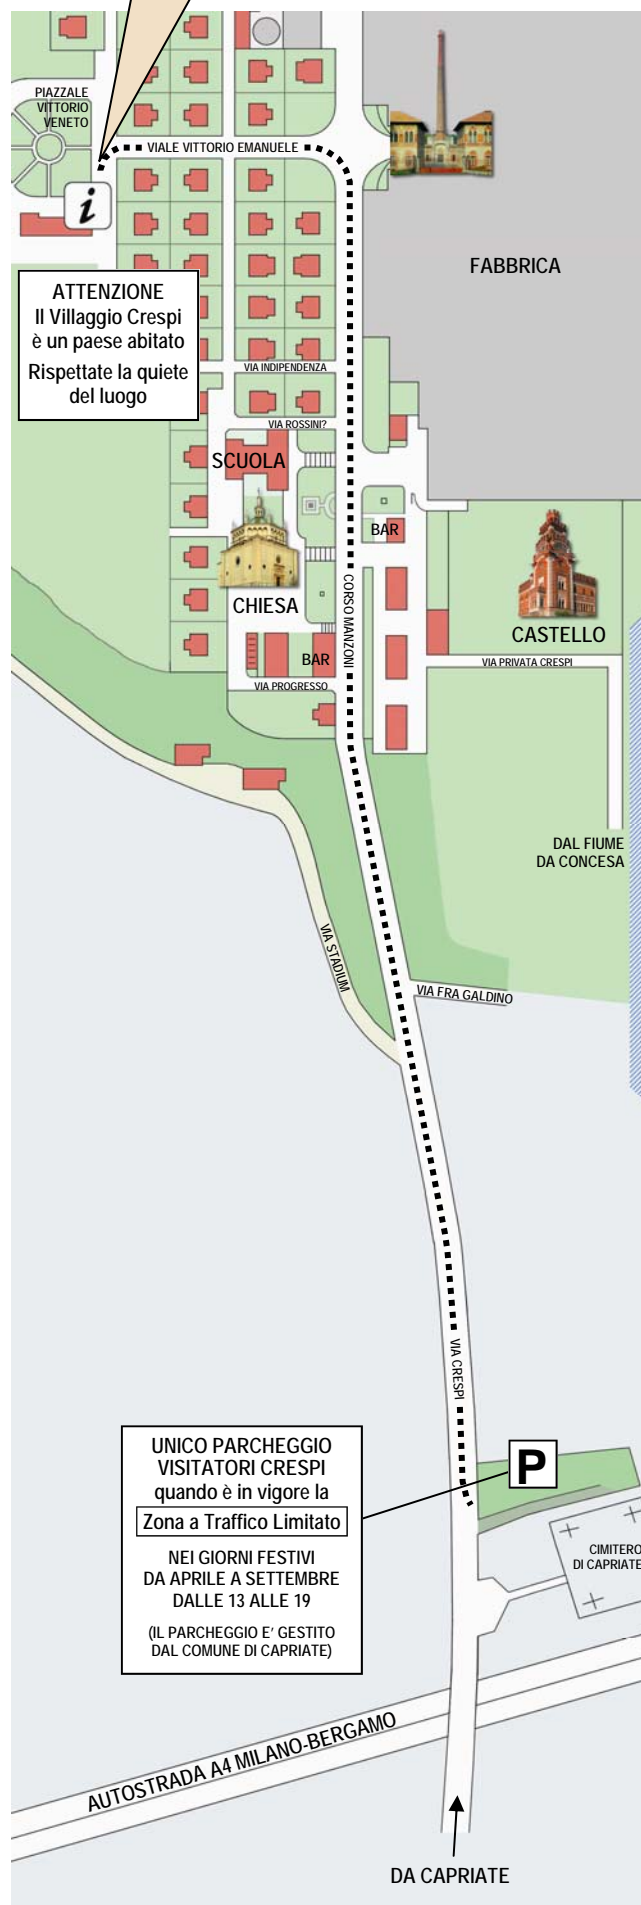 PIAZZALE
VITTORIO
VENETO
VIALE VITTORIO EMANUELE
i
FABBRICA
ATTENZIONE
Il Villaggio Crespi
è un paese abitato
Rispettate la quiete
del luogo
VIA INDIPENDENZA
VIA ROSSINI?
SCUOLA
BAR
CHIESA
CORSO MANZONI
CASTELLO
BAR
VIA PRIVATA CRESPI
VIA PROGRESSO
DAL FIUME
DA CONCESA
VIA STADIUM
VIA FRA GALDINO
VIA CRESPI
UNICO PARCHEGGIO
VISITATORI CRESPI
quando è in vigore la
Zona a Traffico Limitato
NEI GIORNI FESTIVI
DA APRILE A SETTEMBRE
DALLE 13 ALLE 19
(IL PARCHEGGIO E' GESTITO
DAL COMUNE DI CAPRIATE)
P
CIMITERO
DI CAPRIATE
AUTOSTRADA A4 MILANO-BERGAMO
DA CAPRIATE